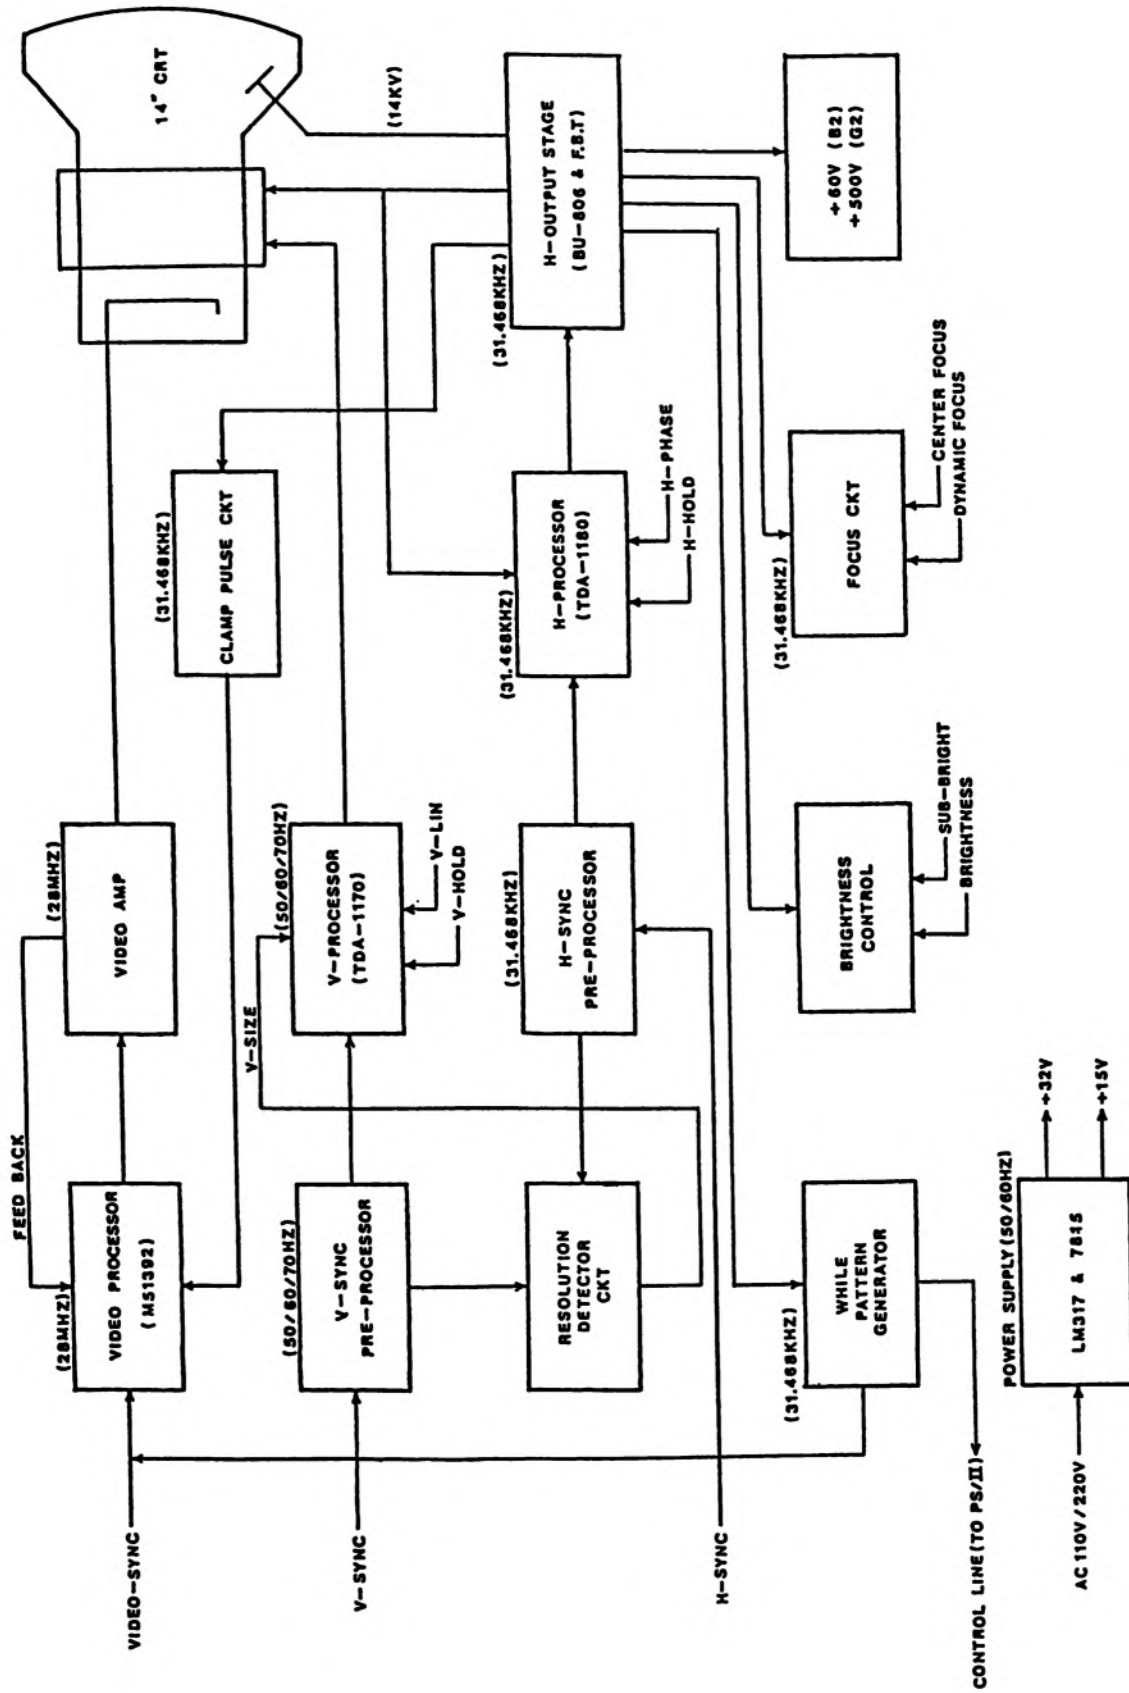 14" CRT
(14KV)
FEED BACK
(28MHZ)
VIDEO PROCESSOR
(M51392)
(28MHZ)
VIDEO AMP
(31.468KHZ)
CLAMP PULSE CKT
VIDEO-SYNC
V-SIZE
(50/60/70HZ)
V-SYNC
PRE-PROCESSOR
(50/60/70HZ)
V-PROCESSOR
(TDA-1170)
V-LIN
V-HOLD
V-SYNC
RESOLUTION
DETECTOR
CKT
(31.468KHZ)
H-SYNC
PRE-PROCESSOR
(31.468KHZ)
H-PROCESSOR
(TDA-1180)
H-PHASE
H-HOLD
(31.468KHZ)
H-OUTPUT STAGE
(BU-806 & F.B.T)
H-SYNC
(31.468KHZ)
WHILE
PATTERN
GENERATOR
BRIGHTNESS
CONTROL
SUB-BRIGHT
BRIGHTNESS
(31.468KHZ)
FOCUS CKT
CENTER FOCUS
DYNAMIC FOCUS
+60V (B2)
+500V (G2)
CONTROL LINE(TO PS/II)
POWER SUPPLY(50/60HZ)
LM317 & 7815
+32V
+15V
AC 110V/220V